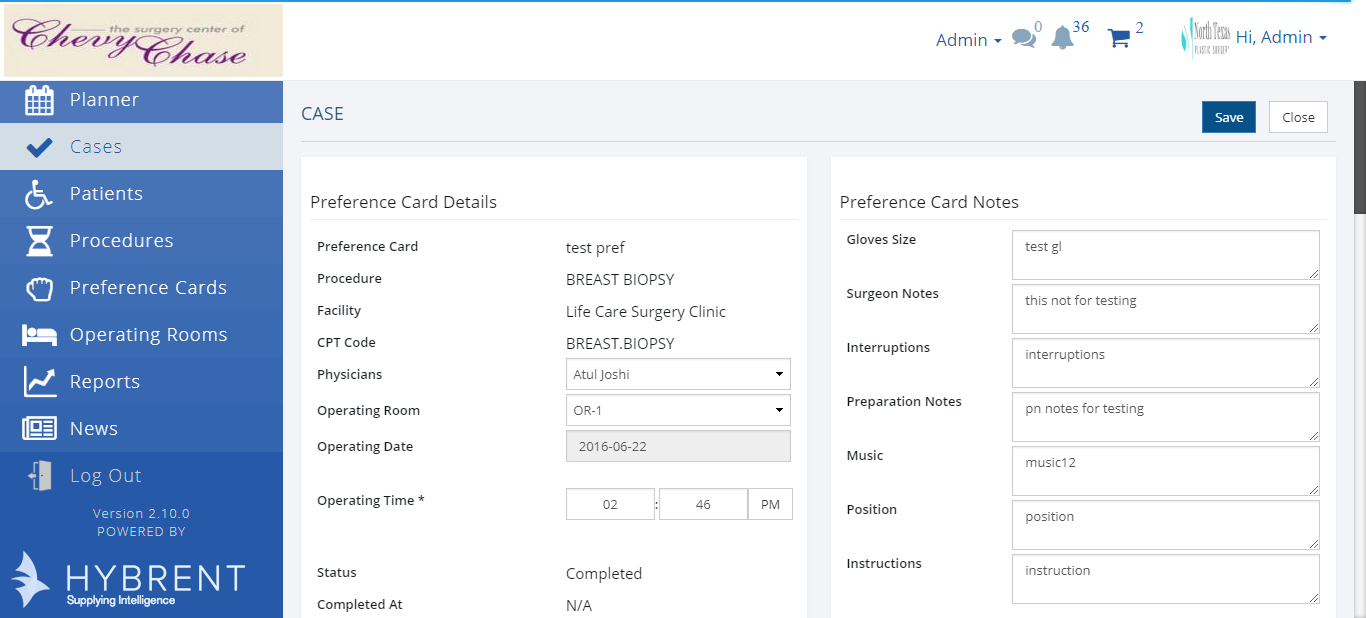 the surgery center of
Chevy Chase
Admin
0
36
2
North Texas
PLASTIC SURGERY
Hi, Admin
Planner
Cases
Patients
Procedures
Preference Cards
Operating Rooms
Reports
News
Log Out
Version 2.10.0
POWERED BY
HYBRENT
Supplying Intelligence
CASE
Save
Close
Preference Card Details
Preference Card test pref
Procedure BREAST BIOPSY
Facility Life Care Surgery Clinic
CPT Code BREAST.BIOPSY
Physicians Atul Joshi
Operating Room OR-1
Operating Date 2016-06-22
Operating Time * 02 : 46 PM
Status Completed
Completed At N/A
Preference Card Notes
Gloves Size test gl
Surgeon Notes this not for testing
Interruptions interruptions
Preparation Notes pn notes for testing
Music music12
Position position
Instructions instruction